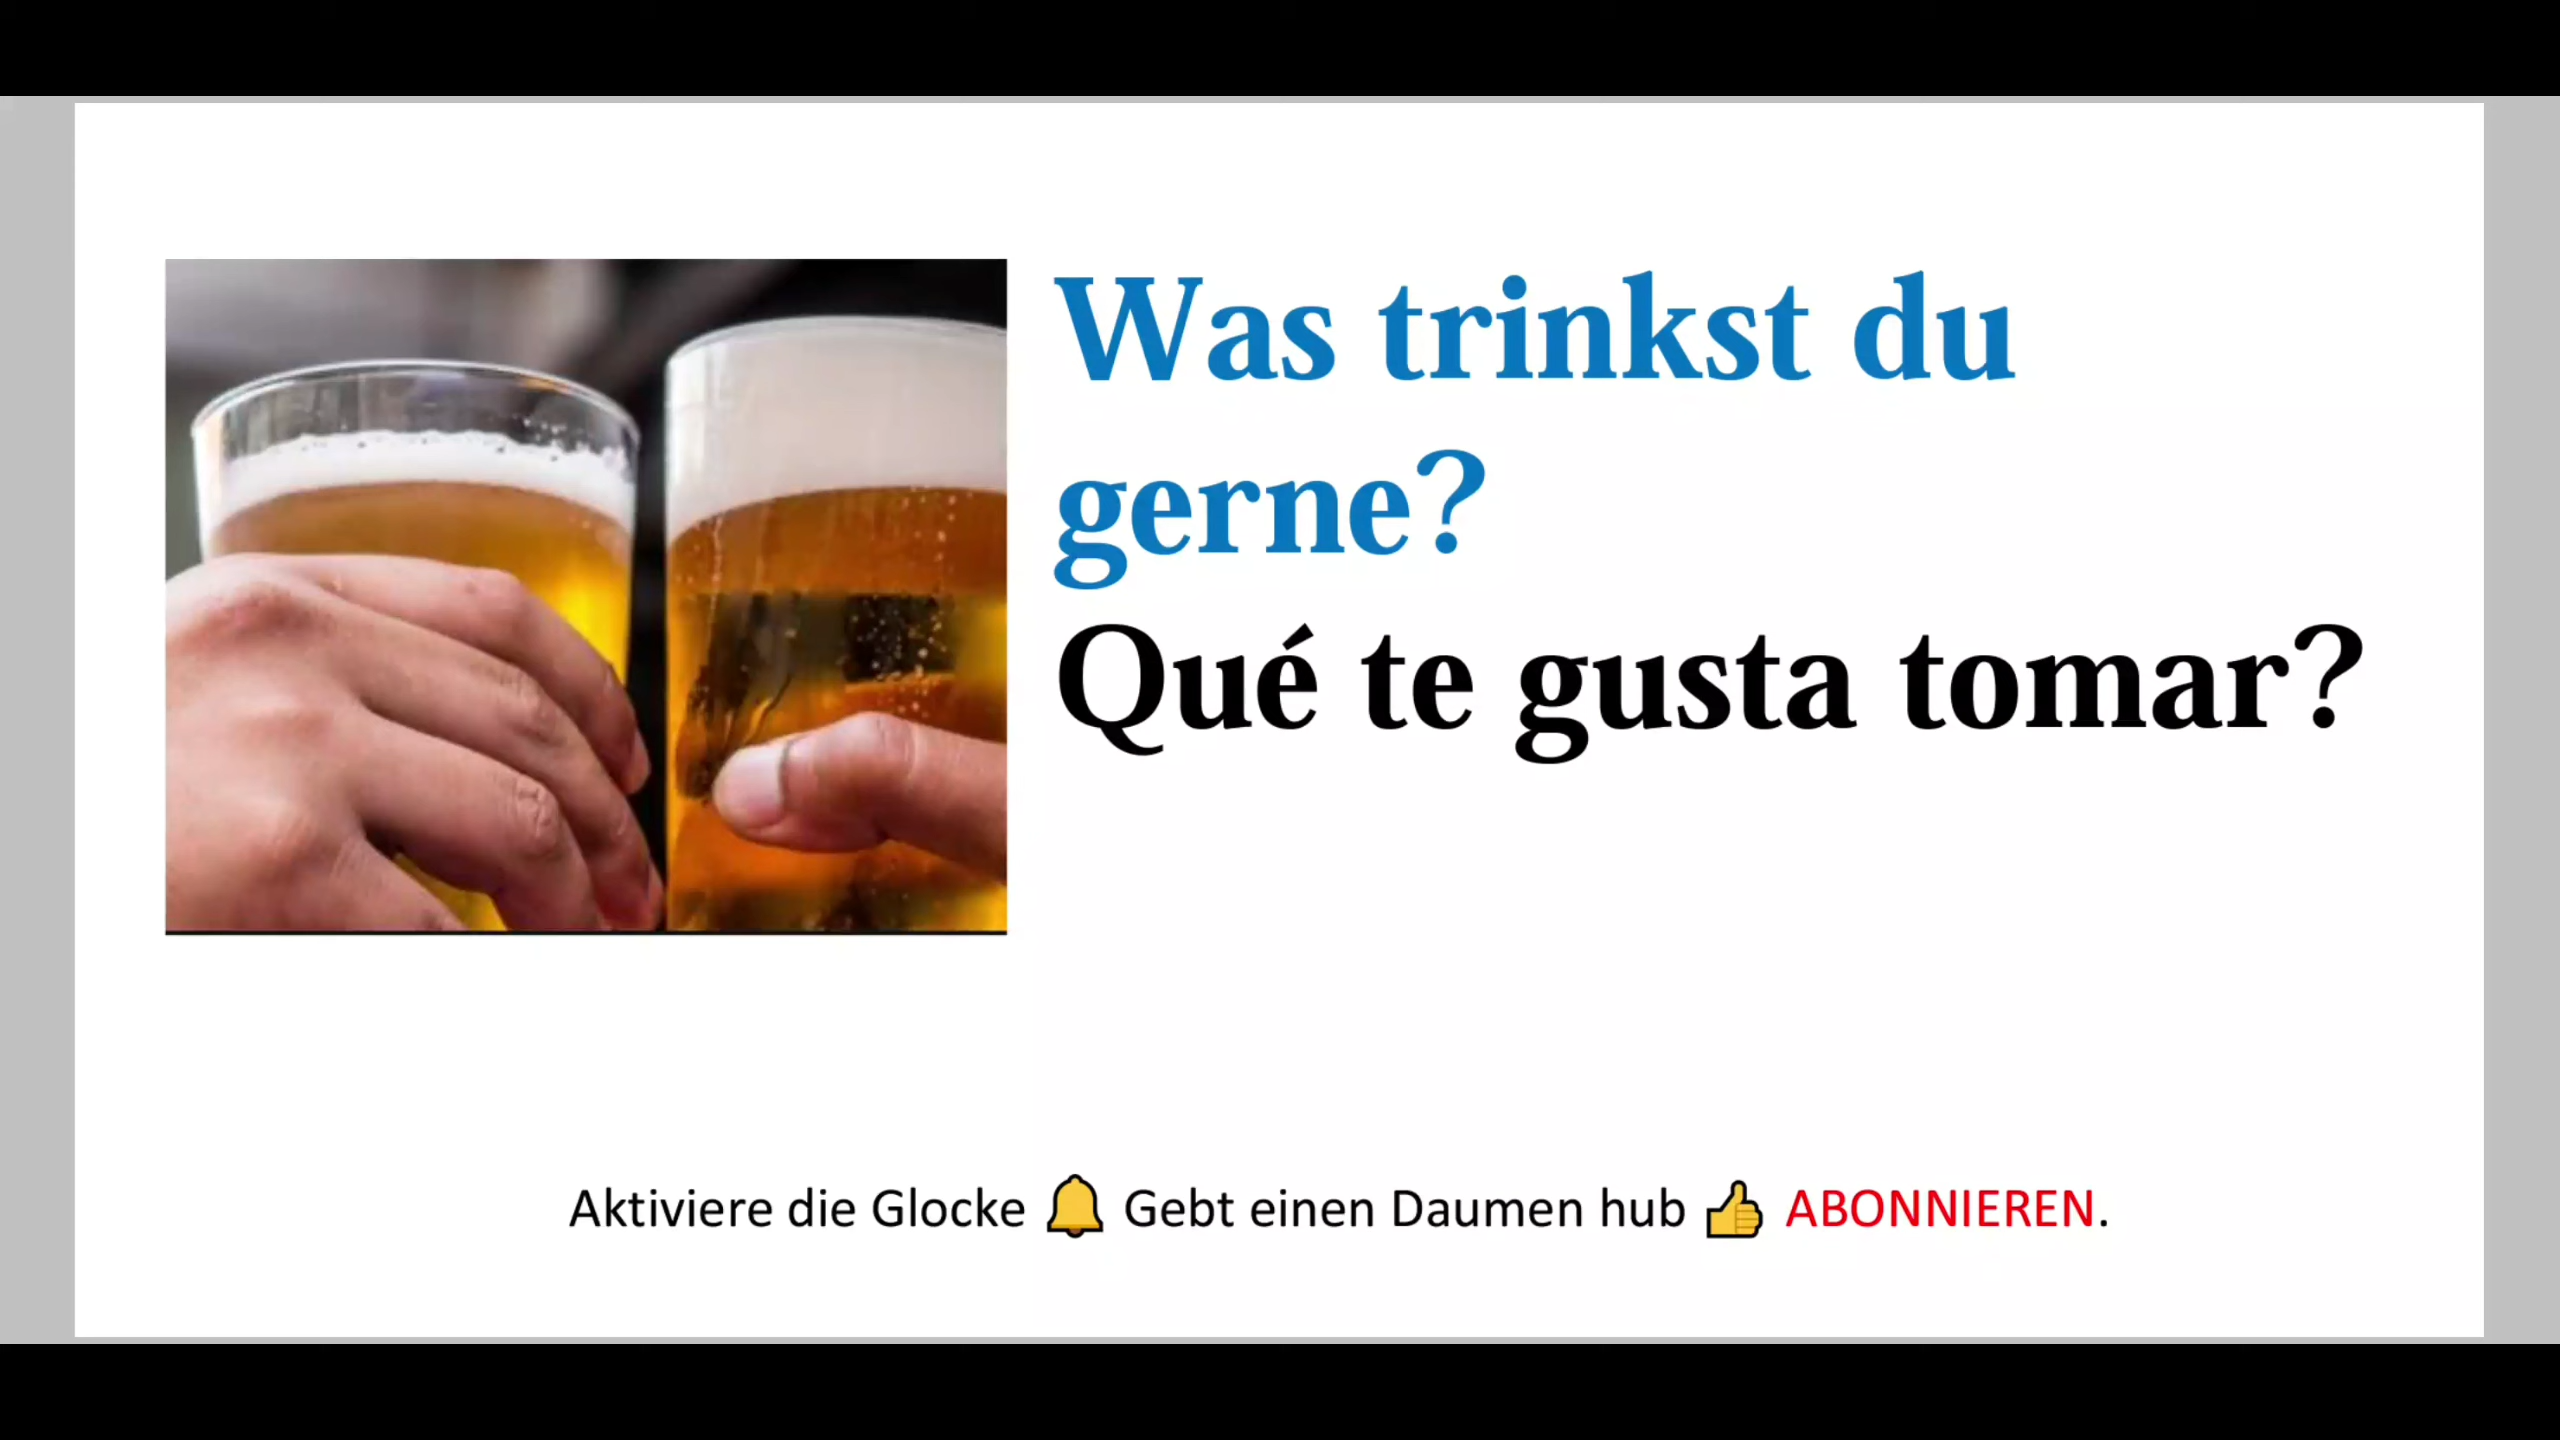 Was trinkst du
gerne?
Qué te gusta tomar?
Aktiviere die Glocke 🔔 Gebt einen Daumen hub 👍 ABONNIEREN.